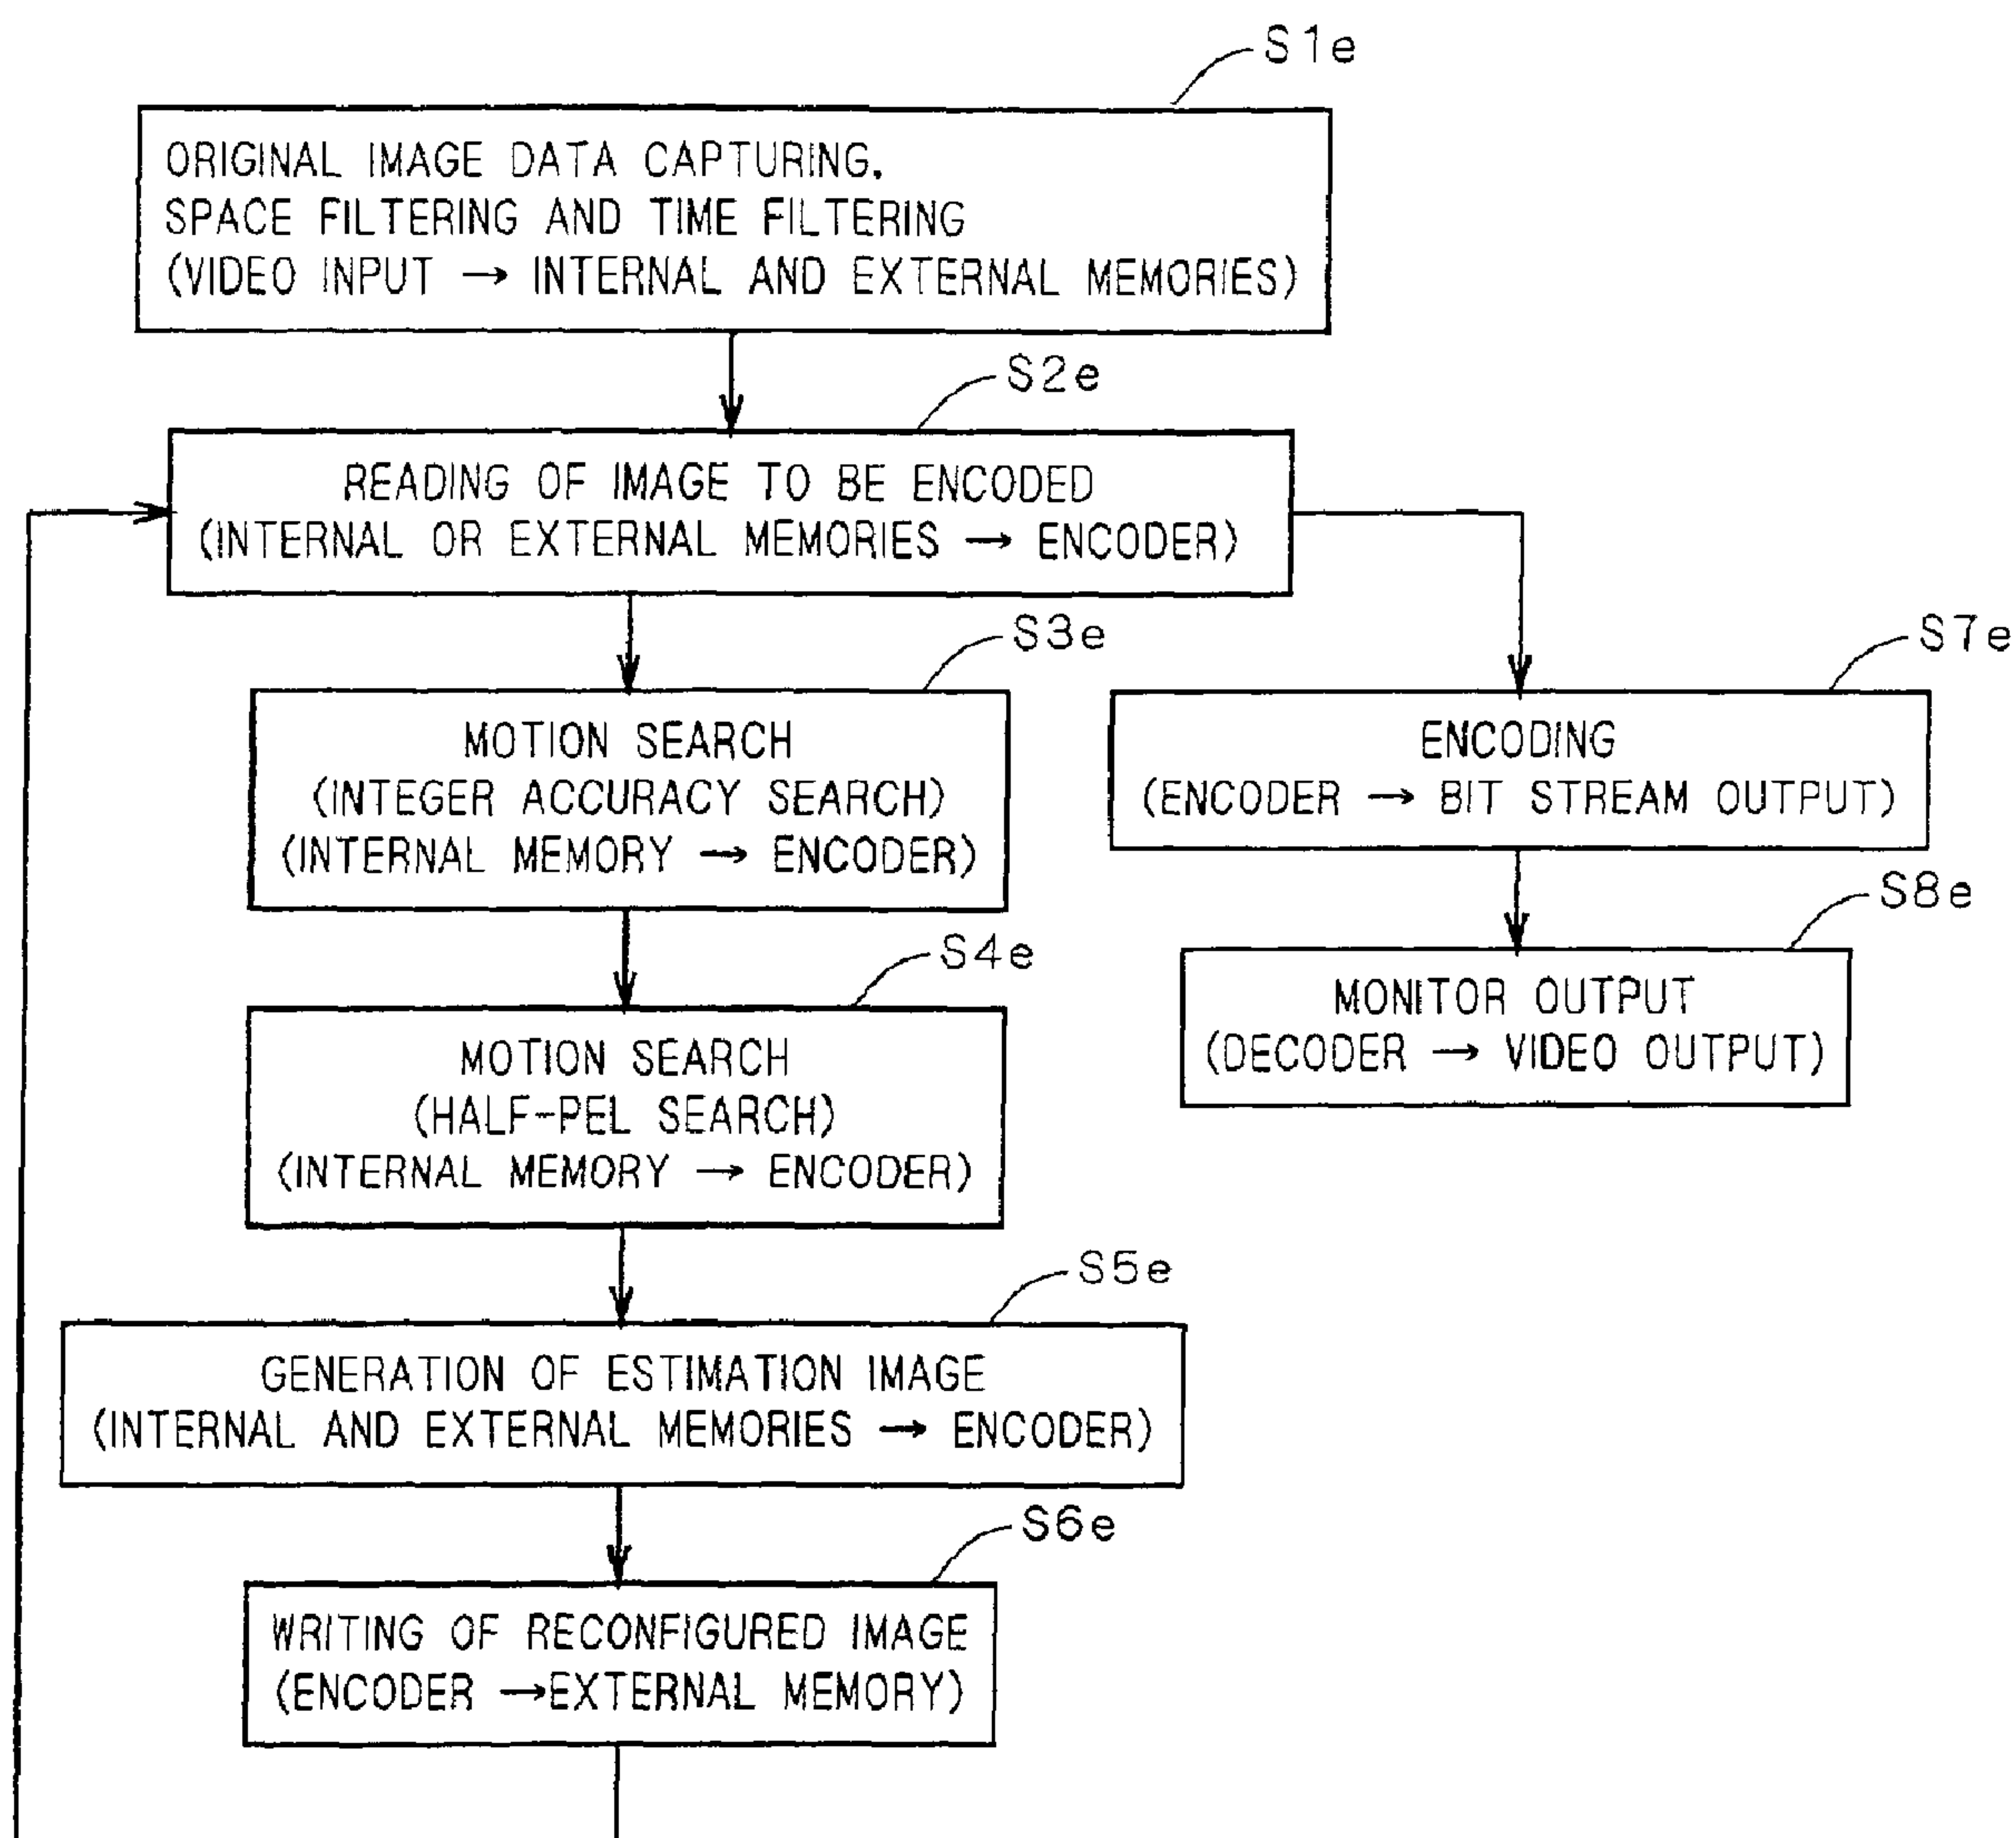 S1e
ORIGINAL IMAGE DATA CAPTURING,
SPACE FILTERING AND TIME FILTERING
(VIDEO INPUT → INTERNAL AND EXTERNAL MEMORIES)
S2e
READING OF IMAGE TO BE ENCODED
(INTERNAL OR EXTERNAL MEMORIES → ENCODER)
S3e
MOTION SEARCH
(INTEGER ACCURACY SEARCH)
(INTERNAL MEMORY → ENCODER)
S7e
ENCODING
(ENCODER → BIT STREAM OUTPUT)
S4e
MOTION SEARCH
(HALF-PEL SEARCH)
(INTERNAL MEMORY → ENCODER)
S8e
MONITOR OUTPUT
(DECODER → VIDEO OUTPUT)
S5e
GENERATION OF ESTIMATION IMAGE
(INTERNAL AND EXTERNAL MEMORIES → ENCODER)
S6e
WRITING OF RECONFIGURED IMAGE
(ENCODER →EXTERNAL MEMORY)